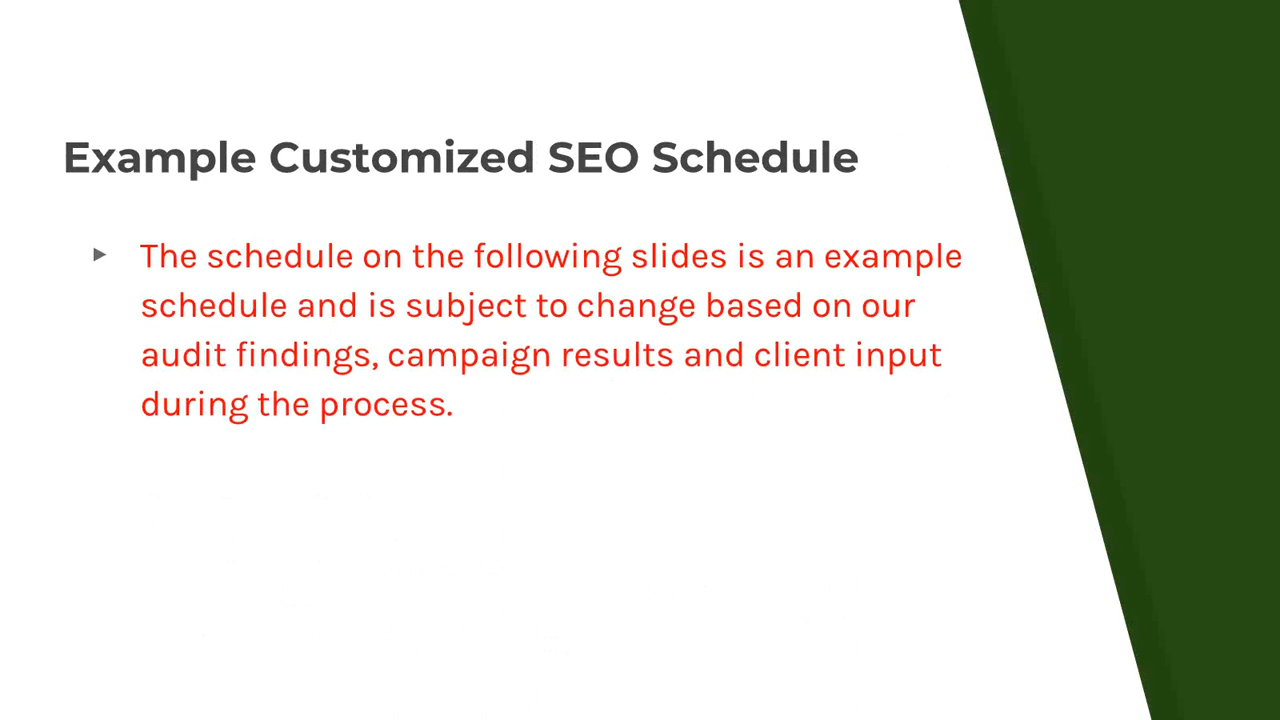 Example Customized SEO Schedule
The schedule on the following slides is an example
schedule and is subject to change based on our
audit findings, campaign results and client input
during the process.